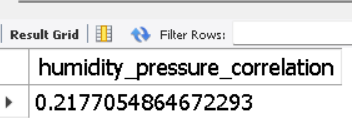 Result Grid Filter Rows:
humidity_pressure_correlation
0.2177054864672293